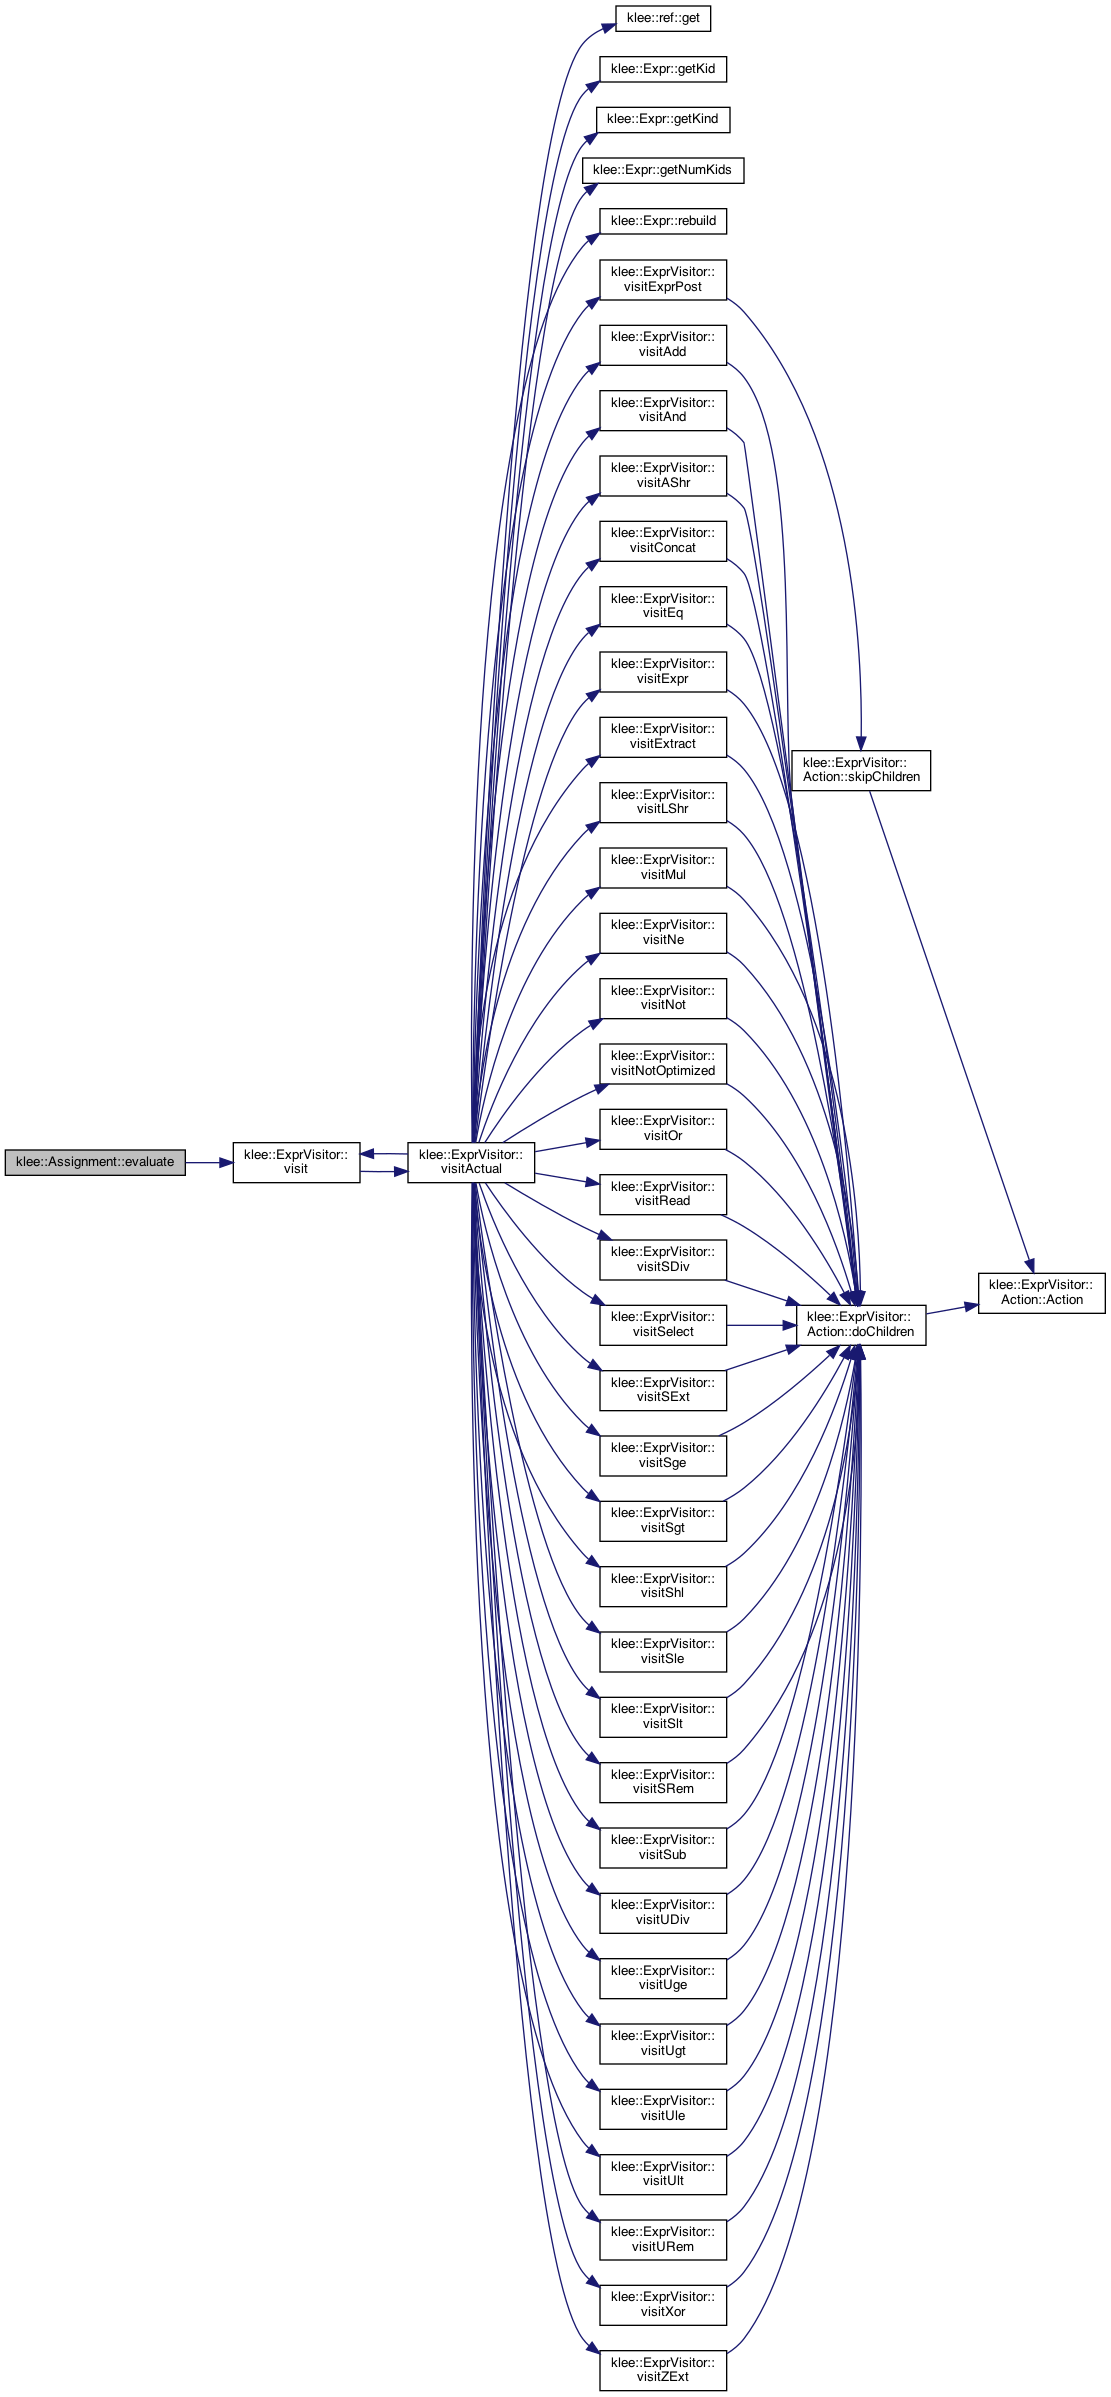 klee::Assignment::evaluate
klee::ExprVisitor::
visit
klee::ExprVisitor::
visitActual
klee::ref::get
klee::Expr::getKid
klee::Expr::getKind
klee::Expr::getNumKids
klee::Expr::rebuild
klee::ExprVisitor::
visitExprPost
klee::ExprVisitor::
visitAdd
klee::ExprVisitor::
visitAnd
klee::ExprVisitor::
visitAShr
klee::ExprVisitor::
visitConcat
klee::ExprVisitor::
visitEq
klee::ExprVisitor::
visitExpr
klee::ExprVisitor::
visitExtract
klee::ExprVisitor::
visitLShr
klee::ExprVisitor::
visitMul
klee::ExprVisitor::
visitNe
klee::ExprVisitor::
visitNot
klee::ExprVisitor::
visitNotOptimized
klee::ExprVisitor::
visitOr
klee::ExprVisitor::
visitRead
klee::ExprVisitor::
visitSDiv
klee::ExprVisitor::
visitSelect
klee::ExprVisitor::
visitSExt
klee::ExprVisitor::
visitSge
klee::ExprVisitor::
visitSgt
klee::ExprVisitor::
visitShl
klee::ExprVisitor::
visitSle
klee::ExprVisitor::
visitSlt
klee::ExprVisitor::
visitSRem
klee::ExprVisitor::
visitSub
klee::ExprVisitor::
visitUDiv
klee::ExprVisitor::
visitUge
klee::ExprVisitor::
visitUgt
klee::ExprVisitor::
visitUle
klee::ExprVisitor::
visitUlt
klee::ExprVisitor::
visitURem
klee::ExprVisitor::
visitXor
klee::ExprVisitor::
visitZExt
klee::ExprVisitor::
Action::skipChildren
klee::ExprVisitor::
Action::doChildren
klee::ExprVisitor::
Action::Action